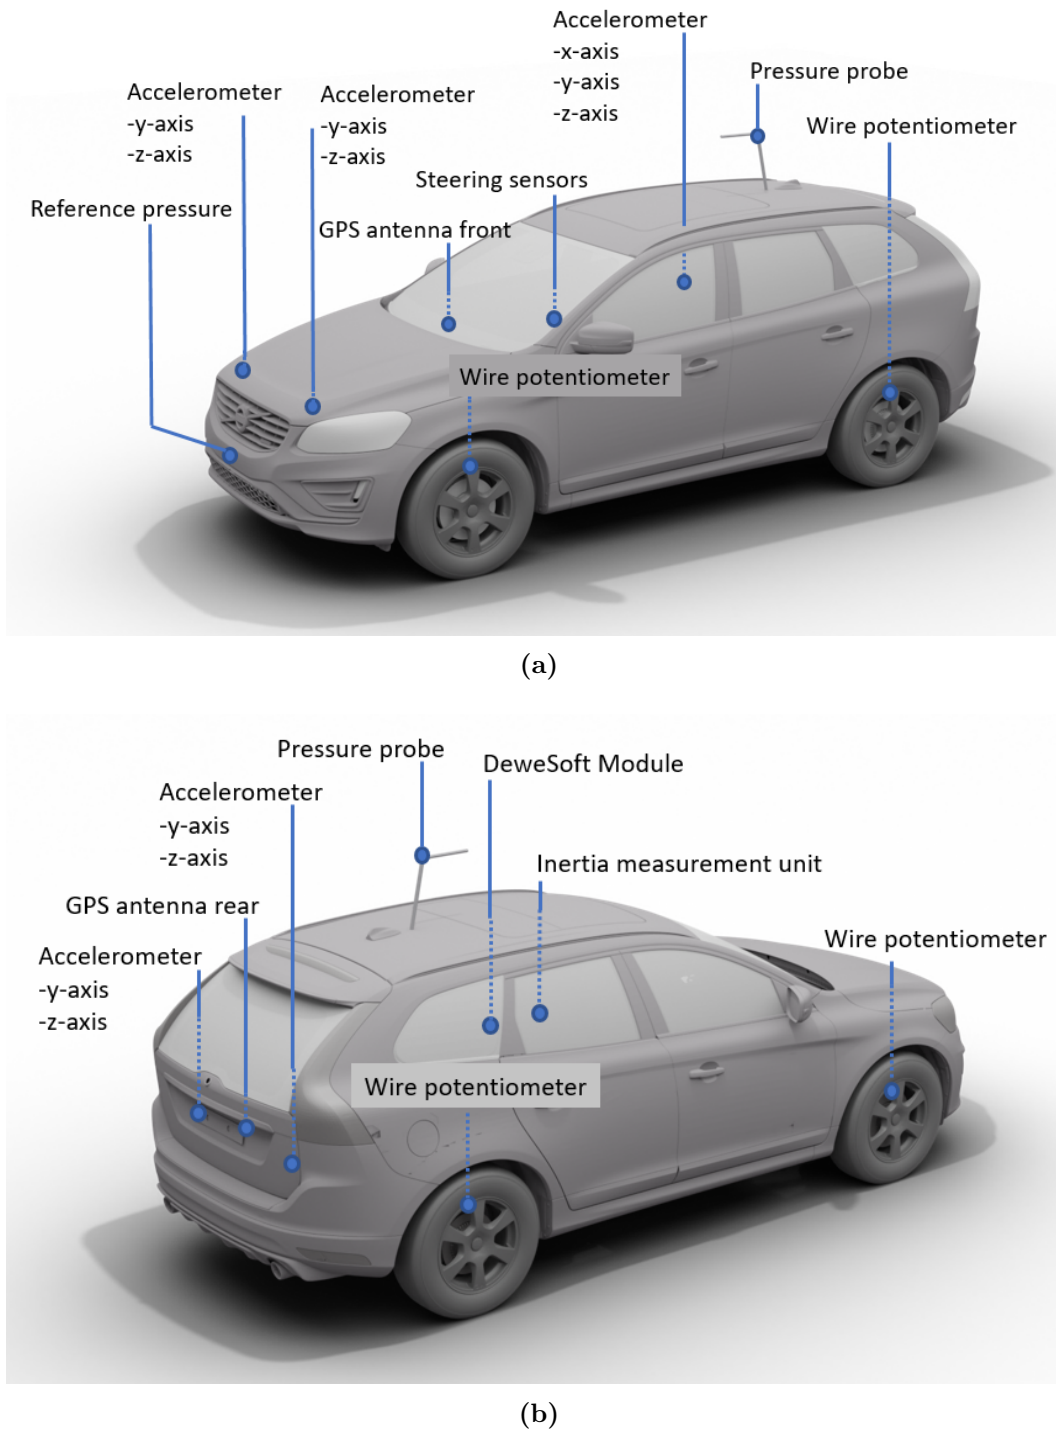 Accelerometer
-x-axis
-y-axis
-z-axis
Pressure probe
Accelerometer
-y-axis
-z-axis
Accelerometer
-y-axis
-z-axis
Wire potentiometer
Steering sensors
Reference pressure
GPS antenna front
Wire potentiometer
(a)
Pressure probe
DeweSoft Module
Accelerometer
-y-axis
-z-axis
Inertia measurement unit
GPS antenna rear
Wire potentiometer
Accelerometer
-y-axis
-z-axis
Wire potentiometer
(b)